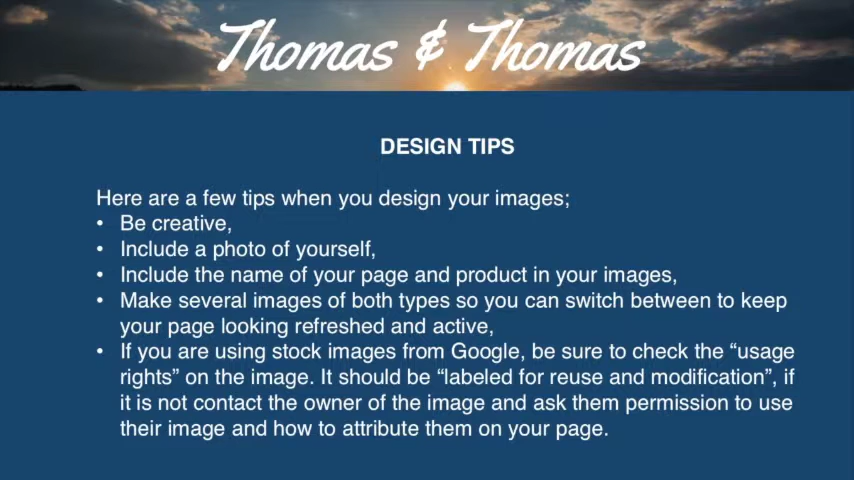 Thomas & Thomas
DESIGN TIPS
Here are a few tips when you design your images;
• Be creative,
• Include a photo of yourself,
• Include the name of your page and product in your images,
• Make several images of both types so you can switch between to keep
your page looking refreshed and active,
• If you are using stock images from Google, be sure to check the “usage
rights” on the image. It should be “labeled for reuse and modification”, if
it is not contact the owner of the image and ask them permission to use
their image and how to attribute them on your page.